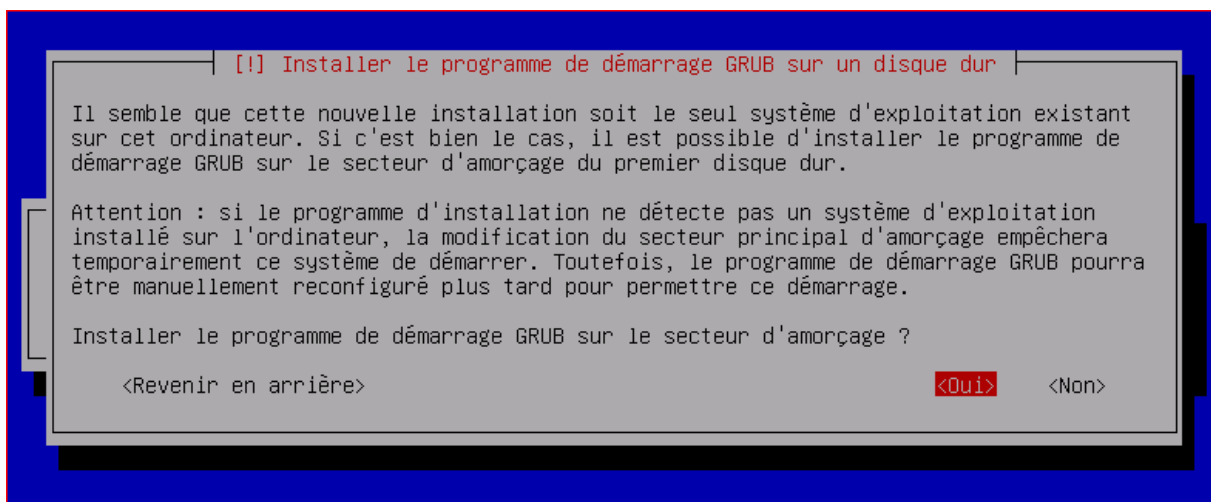 [!] Installer le programme de démarrage GRUB sur un disque dur
Il semble que cette nouvelle installation soit le seul système d'exploitation existant
sur cet ordinateur. Si c'est bien le cas, il est possible d'installer le programme de
démarrage GRUB sur le secteur d'amorçage du premier disque dur.
Attention : si le programme d'installation ne détecte pas un système d'exploitation
installé sur l'ordinateur, la modification du secteur principal d'amorçage empêchera
temporairement ce système de démarrer. Toutefois, le programme de démarrage GRUB pourra
être manuellement reconfiguré plus tard pour permettre ce démarrage.
Installer le programme de démarrage GRUB sur le secteur d'amorçage ?
<Revenir en arrière> <Oui> <Non>